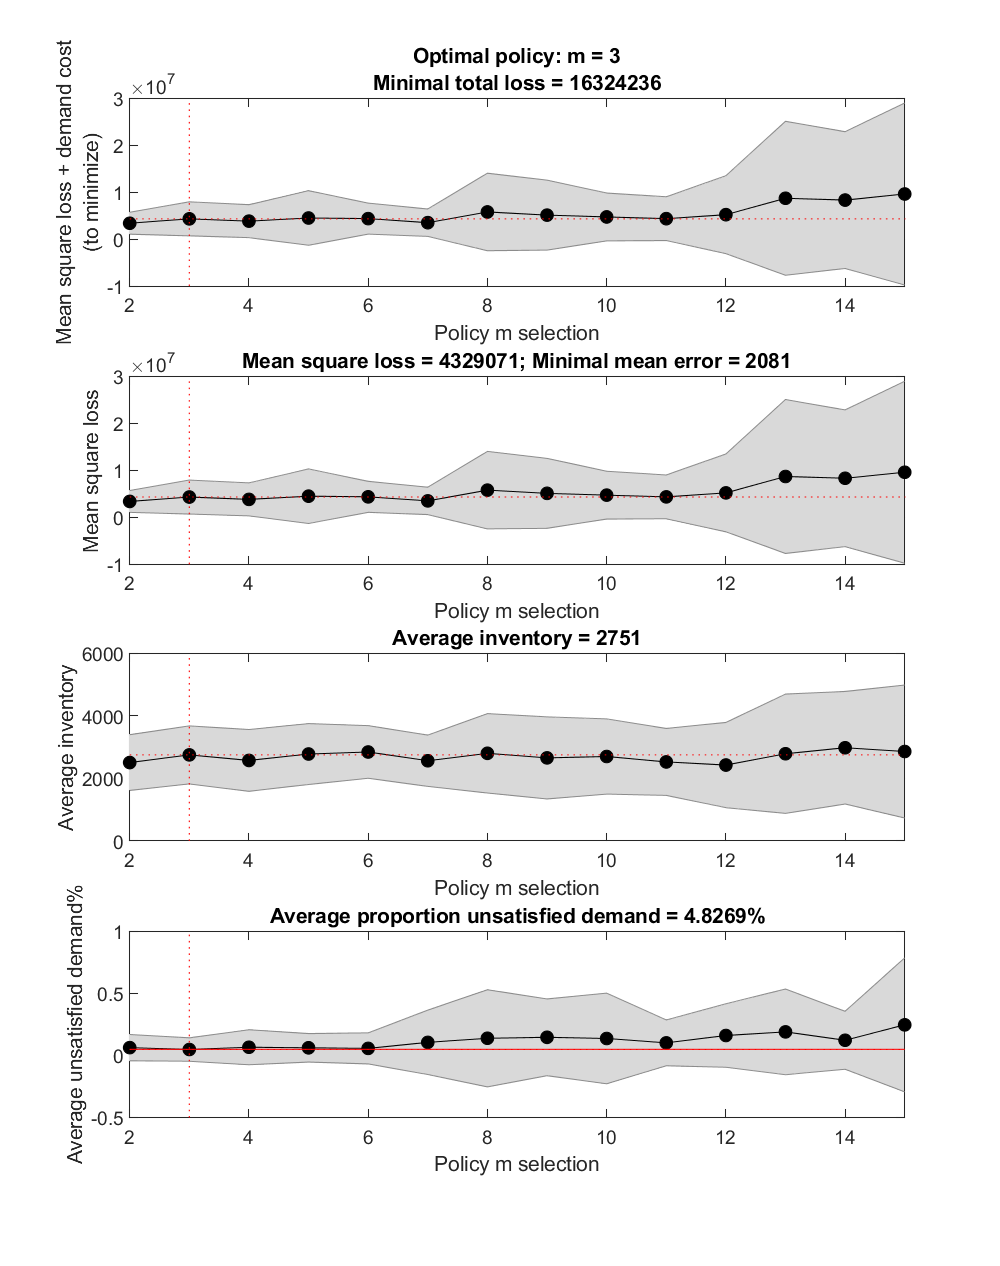 Optimal policy: m = 3
Minimal total loss = 16324236
×10^7
Mean square loss + demand cost
(to minimize)
3
2
1
0
-1
2 4 6 8 10 12 14
Policy m selection
Mean square loss = 4329071; Minimal mean error = 2081
×10^7
Mean square loss
3
2
1
0
-1
2 4 6 8 10 12 14
Policy m selection
Average inventory = 2751
Average inventory
6000
4000
2000
0
2 4 6 8 10 12 14
Policy m selection
Average proportion unsatisfied demand = 4.8269%
Average unsatisfied demand%
1
0.5
0
-0.5
2 4 6 8 10 12 14
Policy m selection